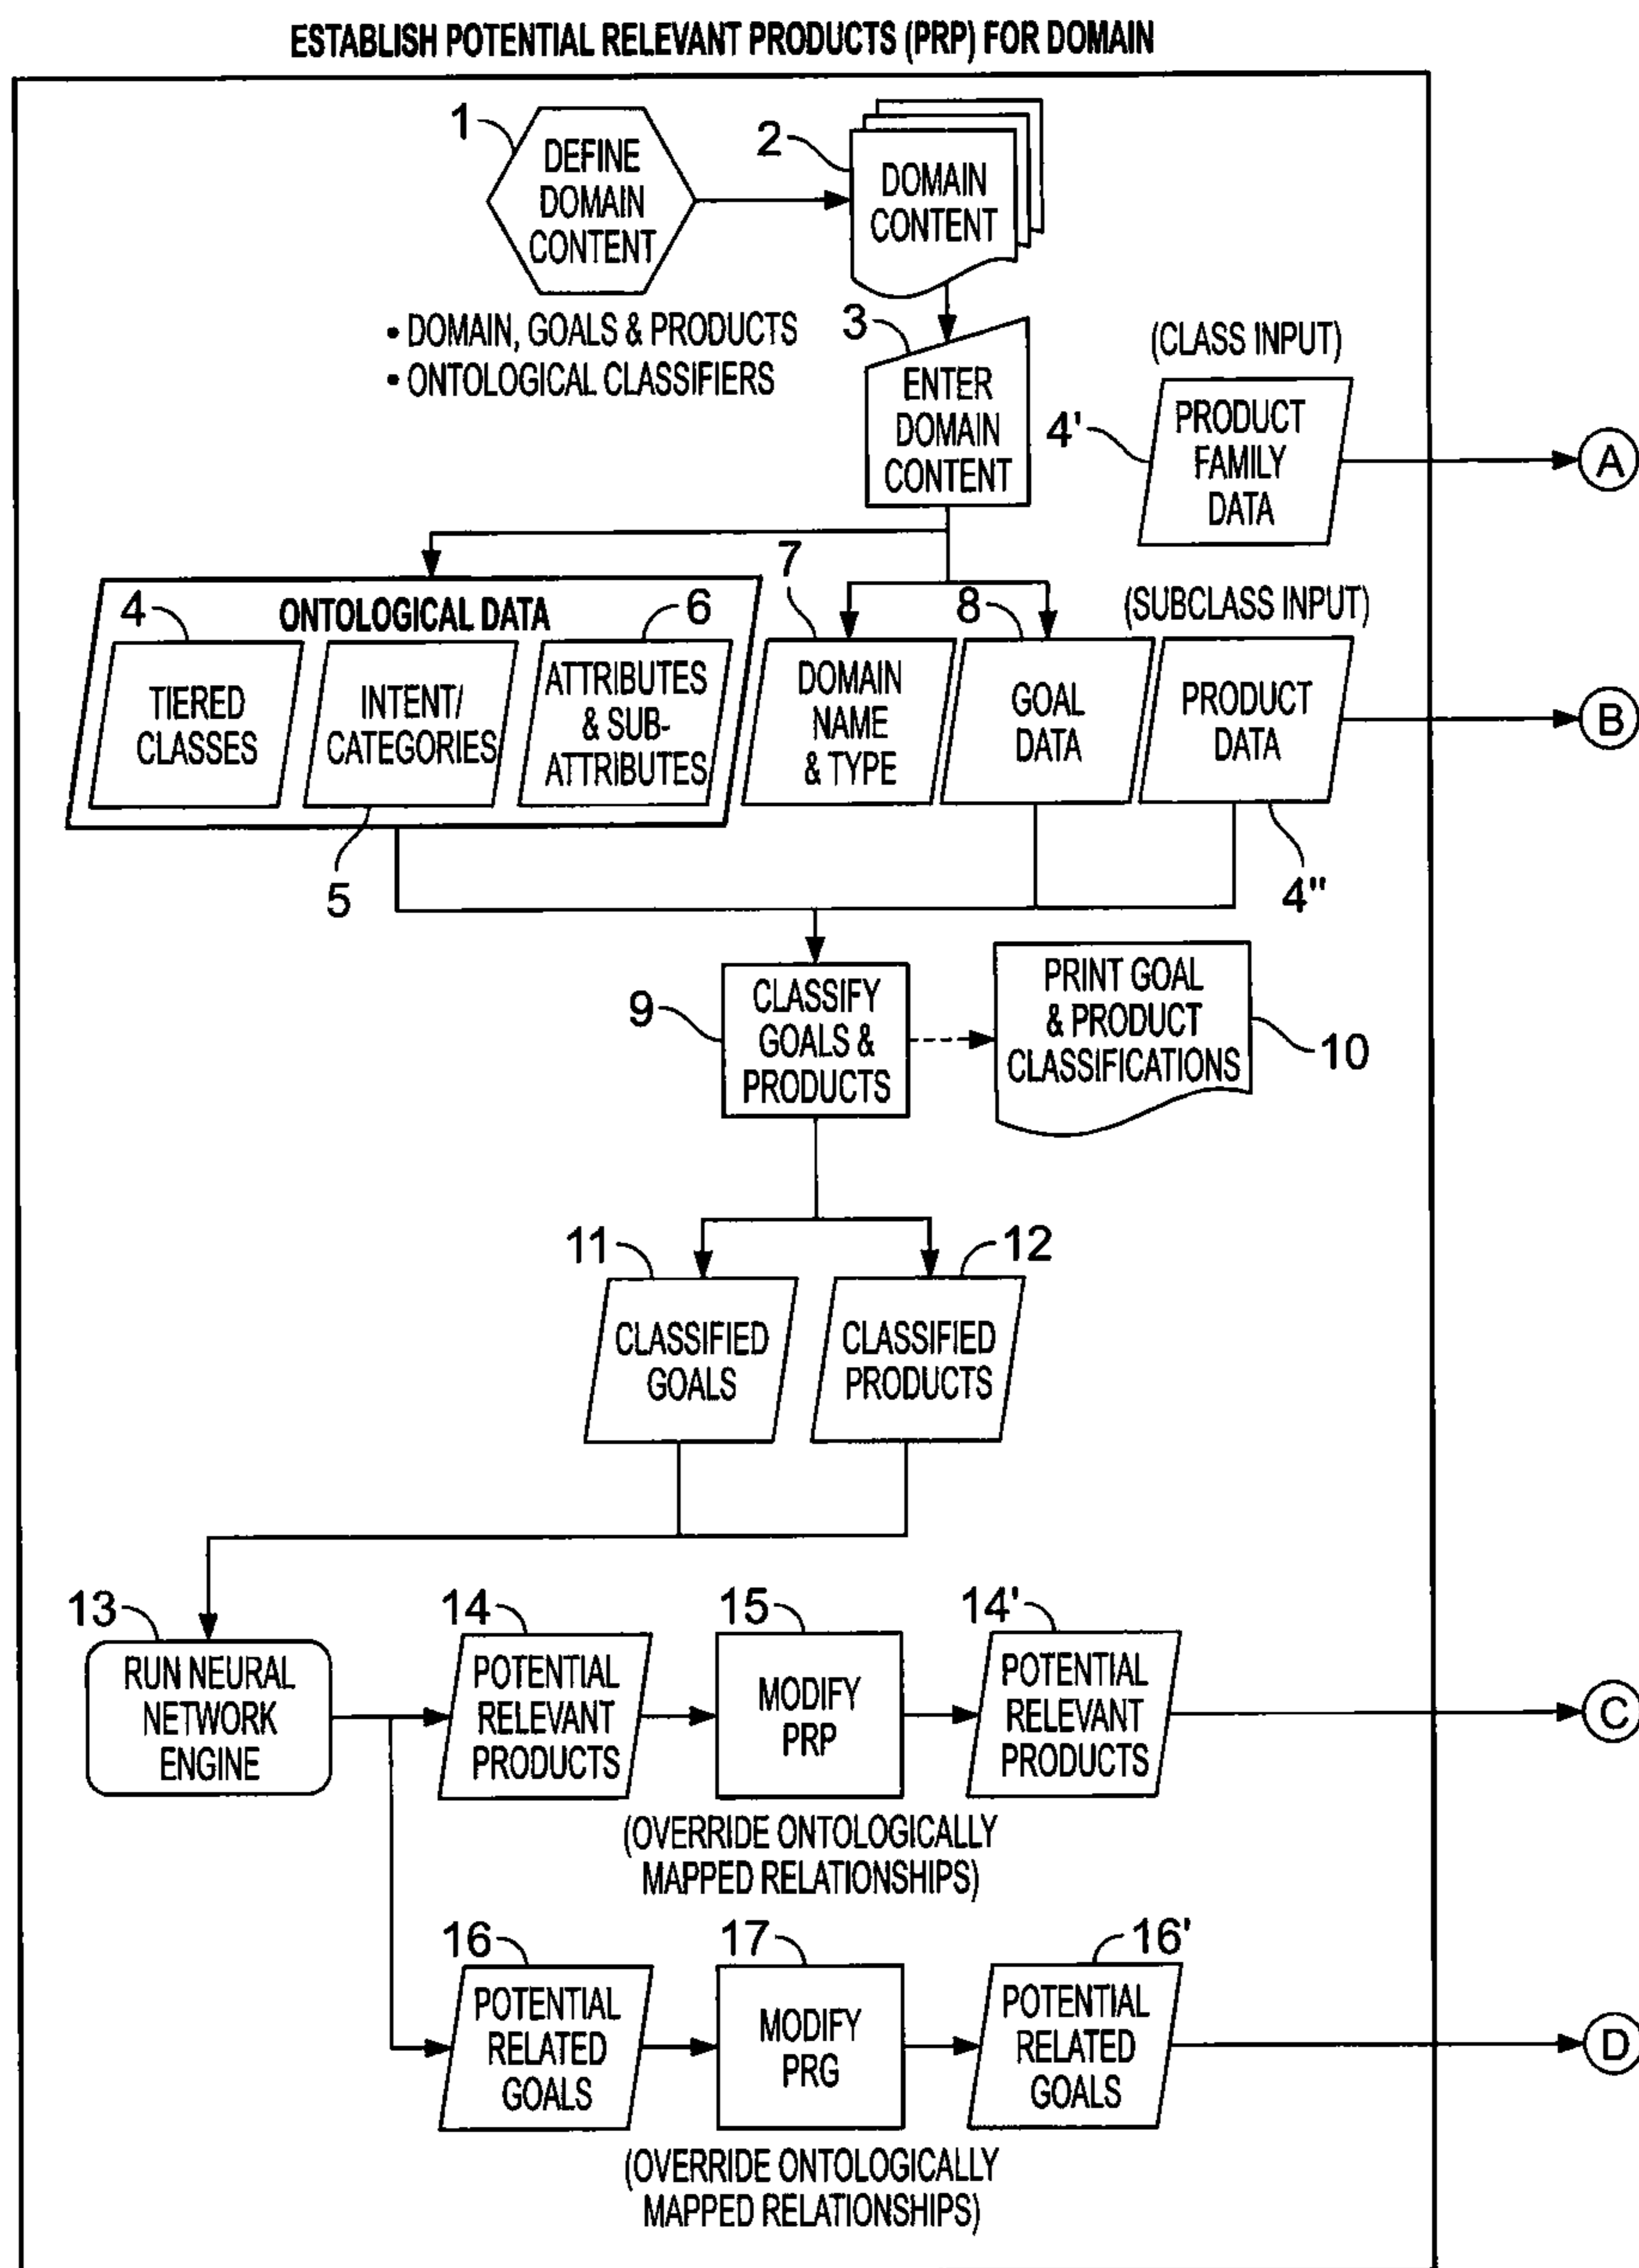 ESTABLISH POTENTIAL RELEVANT PRODUCTS (PRP) FOR DOMAIN
1
DEFINE
DOMAIN
CONTENT
2
DOMAIN
CONTENT
• DOMAIN, GOALS & PRODUCTS
• ONTOLOGICAL CLASSIFIERS
3
ENTER
DOMAIN
CONTENT
(CLASS INPUT)
4'
PRODUCT
FAMILY
DATA
A
ONTOLOGICAL DATA
4
TIERED
CLASSES
INTENT/
CATEGORIES
5
6
ATTRIBUTES
& SUB-
ATTRIBUTES
7
DOMAIN
NAME
& TYPE
8
GOAL
DATA
(SUBCLASS INPUT)
PRODUCT
DATA
4"
B
9
CLASSIFY
GOALS &
PRODUCTS
PRINT GOAL
& PRODUCT
CLASSIFICATIONS
10
11
CLASSIFIED
GOALS
12
CLASSIFIED
PRODUCTS
13
RUN NEURAL
NETWORK
ENGINE
14
POTENTIAL
RELEVANT
PRODUCTS
15
MODIFY
PRP
14'
POTENTIAL
RELEVANT
PRODUCTS
C
(OVERRIDE ONTOLOGICALLY
MAPPED RELATIONSHIPS)
16
POTENTIAL
RELATED
GOALS
17
MODIFY
PRG
16'
POTENTIAL
RELATED
GOALS
D
(OVERRIDE ONTOLOGICALLY
MAPPED RELATIONSHIPS)